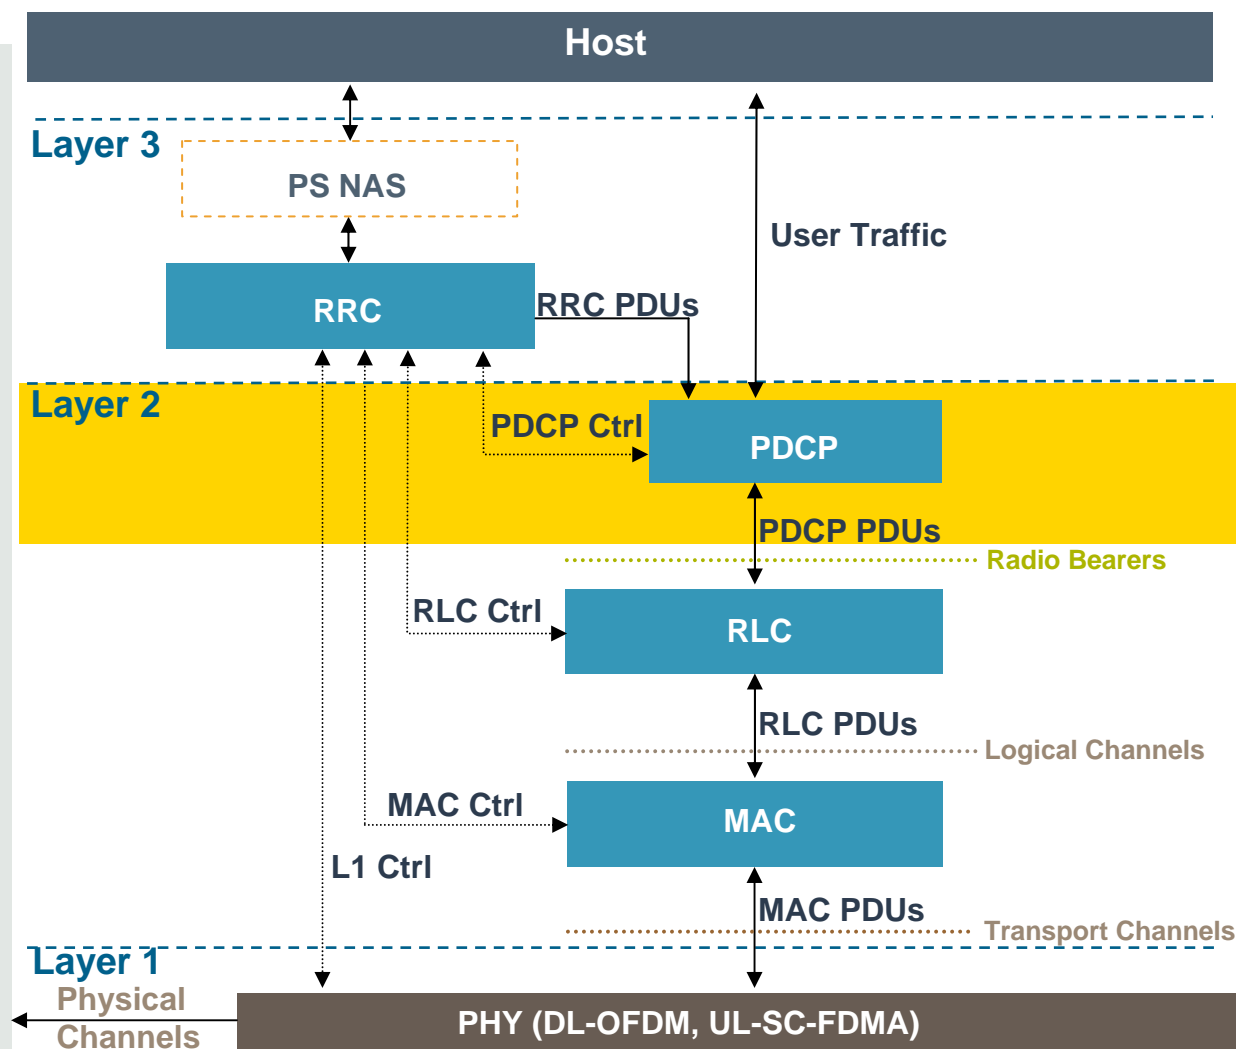 Host
Layer 3
PS NAS
User Traffic
RRC
RRC PDUs
Layer 2
PDCP Ctrl
PDCP
PDCP PDUs
Radio Bearers
RLC Ctrl
RLC
RLC PDUs
Logical Channels
MAC Ctrl
MAC
L1 Ctrl
MAC PDUs
Transport Channels
Layer 1
Physical
Channels
PHY (DL-OFDM, UL-SC-FDMA)